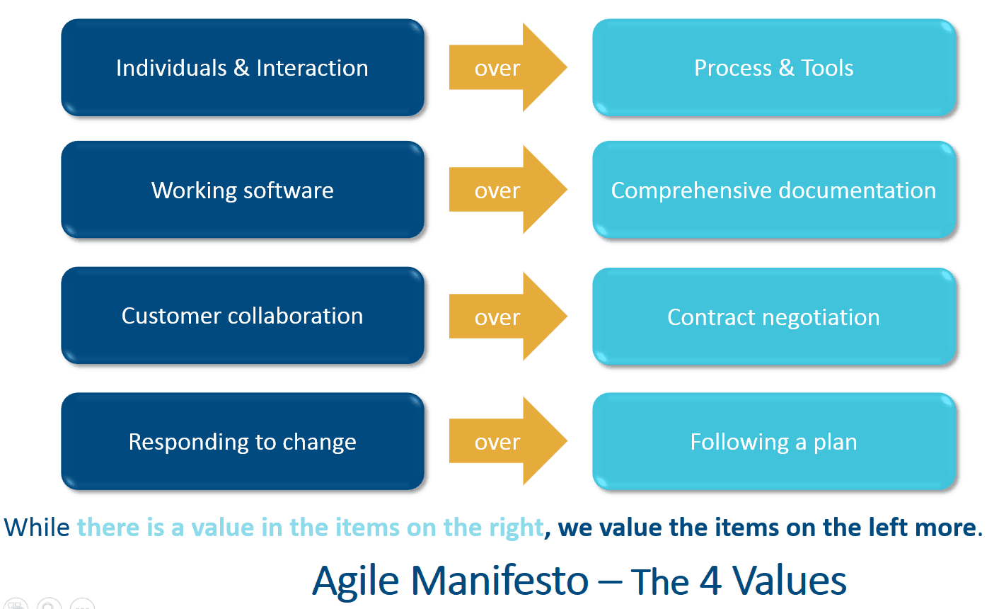 Individuals & Interaction over Process & Tools
Working software over Comprehensive documentation
Customer collaboration over Contract negotiation
Responding to change over Following a plan
While there is a value in the items on the right, we value the items on the left more.
Agile Manifesto – The 4 Values